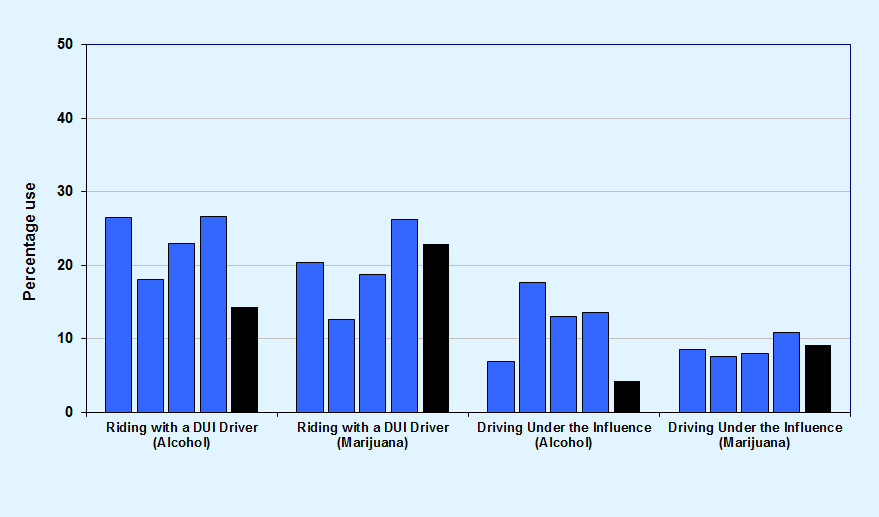 50
40
30
20
10
0
Percentage use
Riding with a DUI Driver
(Alcohol)
Riding with a DUI Driver
(Marijuana)
Driving Under the Influence
(Alcohol)
Driving Under the Influence
(Marijuana)